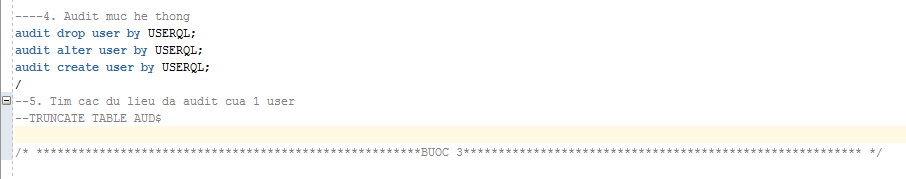 ----4. Audit muc he thong
audit drop user by USERQL;
audit alter user by USERQL;
audit create user by USERQL;
/
--5. Tim cac du lieu da audit cua 1 user
--TRUNCATE TABLE AUD$
/* *******************************************************BUOC 3********************************************************* */